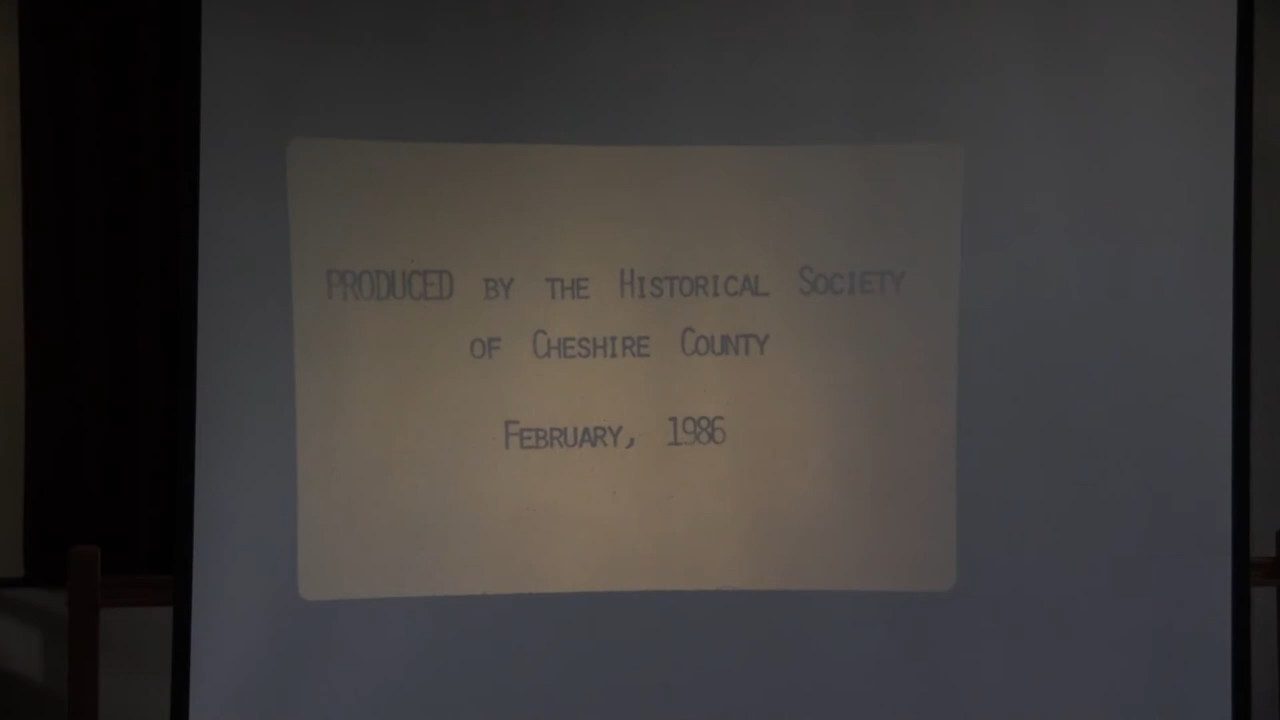 PRODUCED BY THE HISTORICAL SOCIETY
OF CHESHIRE COUNTY
FEBRUARY, 1986